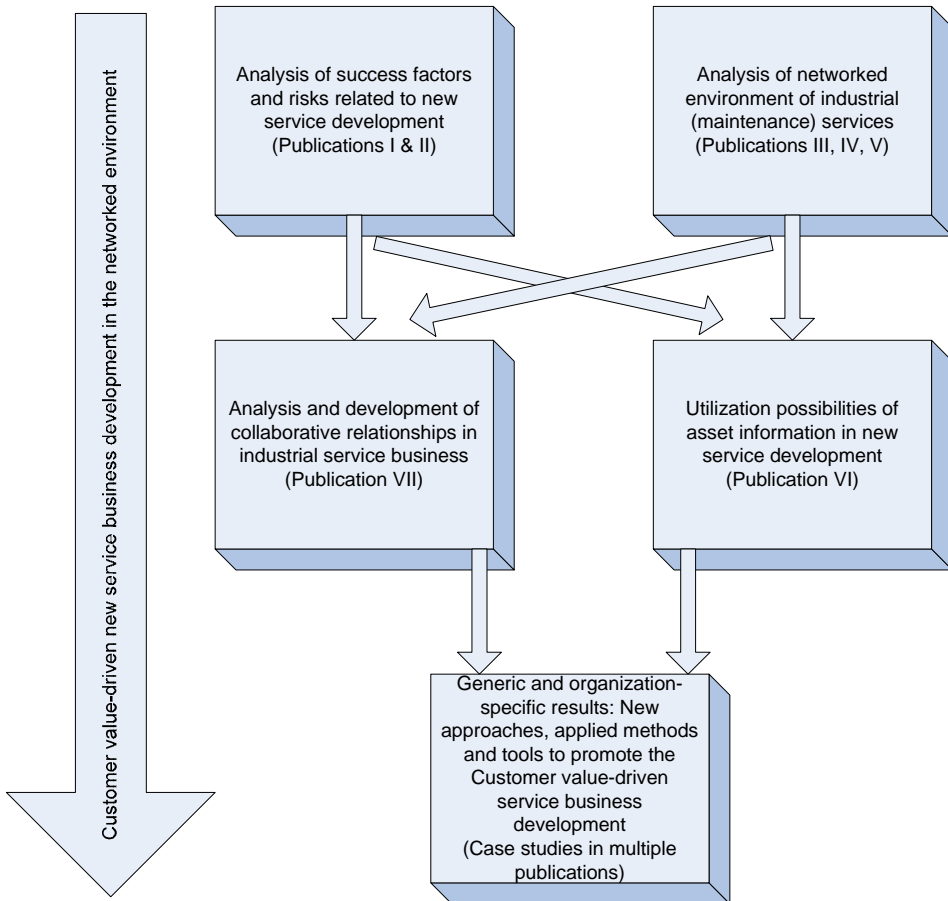 Customer value-driven new service business development in the networked environment
Analysis of success factors
and risks related to new
service development
(Publications I & II)
Analysis of networked
environment of industrial
(maintenance) services
(Publications III, IV, V)
Analysis and development of
collaborative relationships in
industrial service business
(Publication VII)
Utilization possibilities of
asset information in new
service development
(Publication VI)
Generic and organization-
specific results: New
approaches, applied methods
and tools to promote the
Customer value-driven
service business
development
(Case studies in multiple
publications)